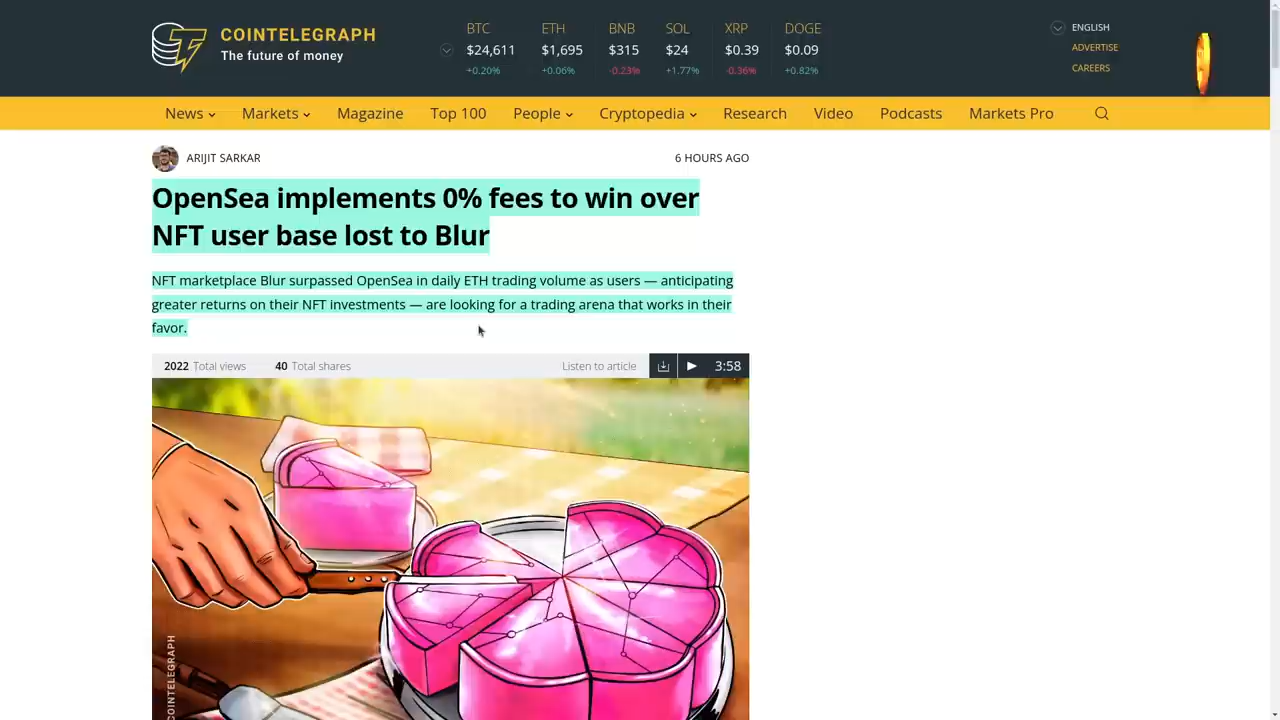 COINTELEGRAPH
The future of money
BTC
$24,611
+0.20%
ETH
$1,695
+0.06%
BNB
$315
-0.23%
SOL
$24
+1.77%
XRP
$0.39
-0.36%
DOGE
$0.09
+0.82%
ENGLISH
ADVERTISE
CAREERS
News Markets Magazine Top 100 People Cryptopedia Research Video Podcasts Markets Pro
ARIJIT SARKAR 6 HOURS AGO
OpenSea implements 0% fees to win over
NFT user base lost to Blur
NFT marketplace Blur surpassed OpenSea in daily ETH trading volume as users — anticipating
greater returns on their NFT investments — are looking for a trading arena that works in their
favor.
2022 Total views 40 Total shares Listen to article 3:58
COINTELEGRAPH